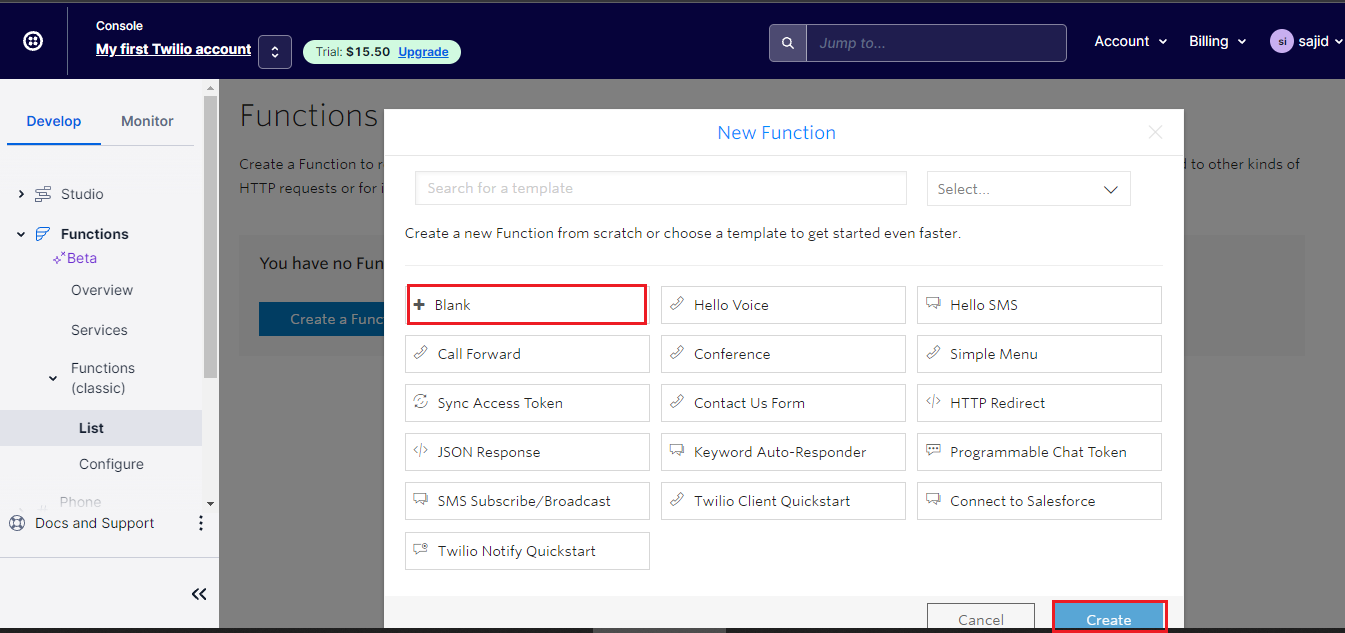 Console
My first Twilio account
Trial: $15.50 Upgrade
Jump to...
Account
Billing
si
sajid
Develop
Monitor
Studio
Functions
Beta
Overview
Services
Functions
(classic)
List
Configure
Phone
Docs and Support
Functions
Create a Function to r
d to other kinds of
HTTP requests or for i
You have no Fun
Create a Func
New Function
Search for a template
Select...
Create a new Function from scratch or choose a template to get started even faster.
Blank
Hello Voice
Hello SMS
Call Forward
Conference
Simple Menu
Sync Access Token
Contact Us Form
HTTP Redirect
JSON Response
Keyword Auto-Responder
Programmable Chat Token
SMS Subscribe/Broadcast
Twilio Client Quickstart
Connect to Salesforce
Twilio Notify Quickstart
Cancel
Create